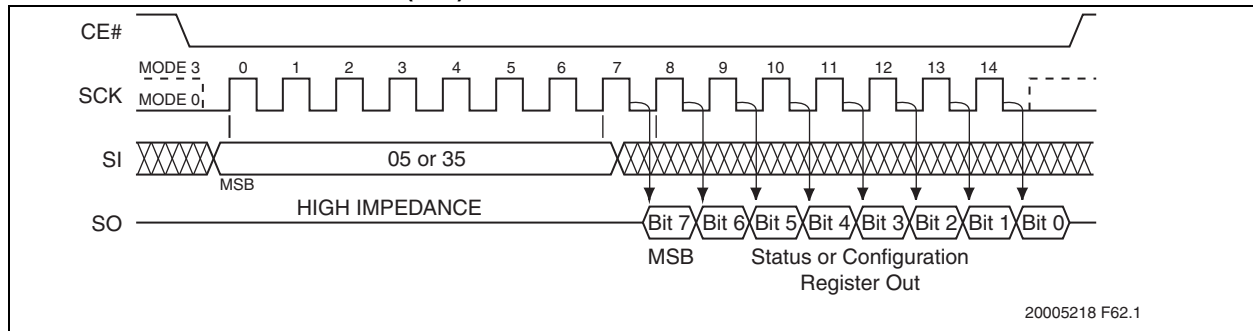 CE#
MODE 3 0 1 2 3 4 5 6 7 8 9 10 11 12 13 14
SCK
MODE 0
SI 05 or 35
MSB
HIGH IMPEDANCE
SO Bit 7 Bit 6 Bit 5 Bit 4 Bit 3 Bit 2 Bit 1 Bit 0
MSB Status or Configuration
Register Out
20005218 F62.1